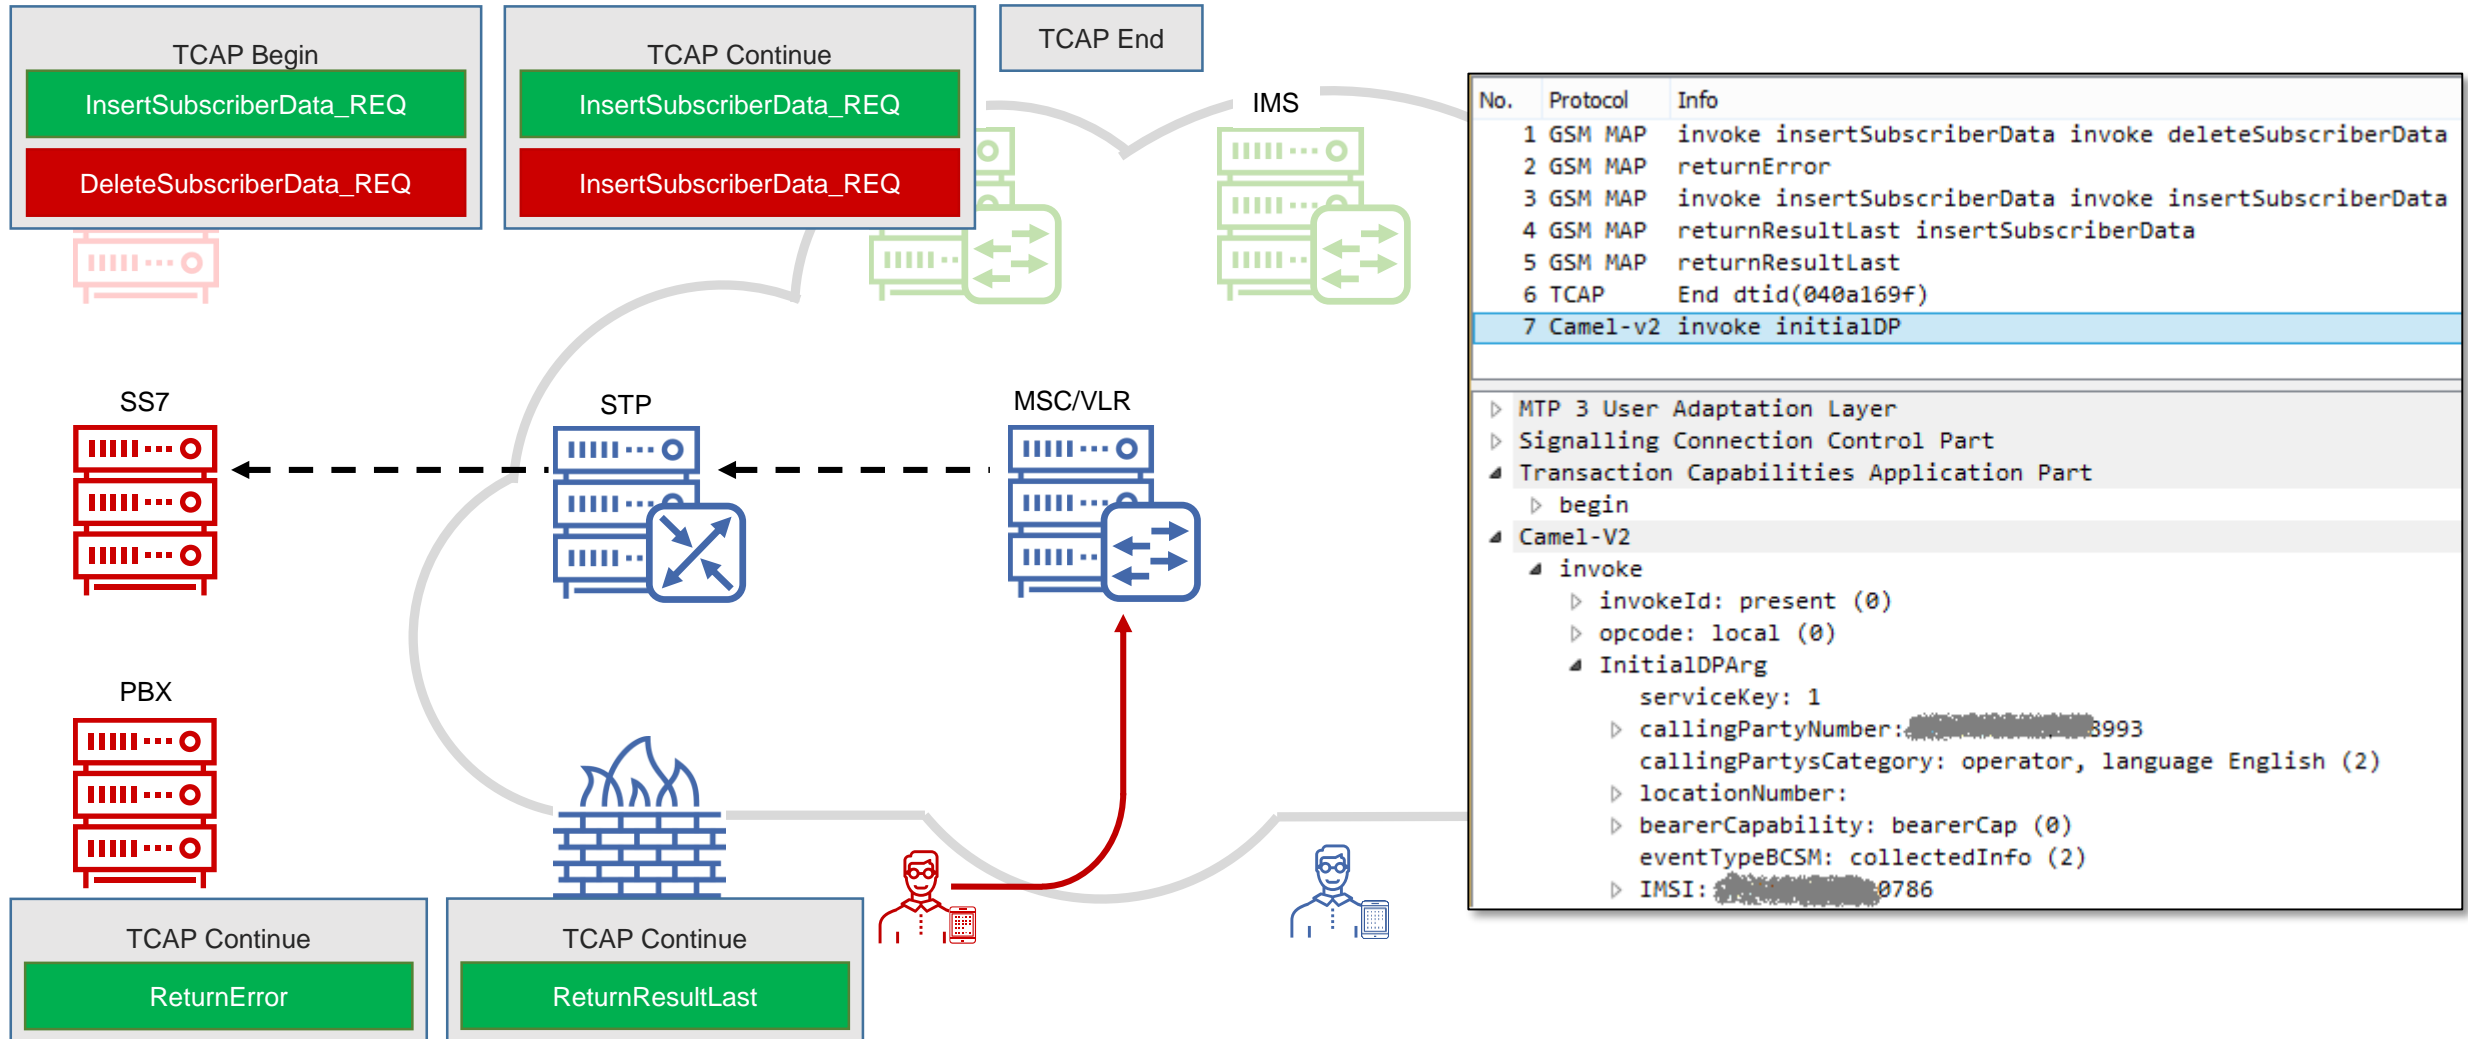 TCAP Begin
InsertSubscriberData_REQ
DeleteSubscriberData_REQ
TCAP Continue
InsertSubscriberData_REQ
InsertSubscriberData_REQ
TCAP End
IMS
SS7
STP
MSC/VLR
PBX
TCAP Continue
ReturnError
TCAP Continue
ReturnResultLast
No. Protocol Info
1 GSM MAP invoke insertSubscriberData invoke deleteSubscriberData
2 GSM MAP returnError
3 GSM MAP invoke insertSubscriberData invoke insertSubscriberData
4 GSM MAP returnResultLast insertSubscriberData
5 GSM MAP returnResultLast
6 TCAP End dtid(040a169f)
7 Camel-v2 invoke initialDP
MTP 3 User Adaptation Layer
Signalling Connection Control Part
Transaction Capabilities Application Part
begin
Camel-V2
invoke
invokeId: present (0)
opcode: local (0)
InitialDPArg
serviceKey: 1
callingPartyNumber: 3993
callingPartysCategory: operator, language English (2)
locationNumber:
bearerCapability: bearerCap (0)
eventTypeBCSM: collectedInfo (2)
IMSI: 0786